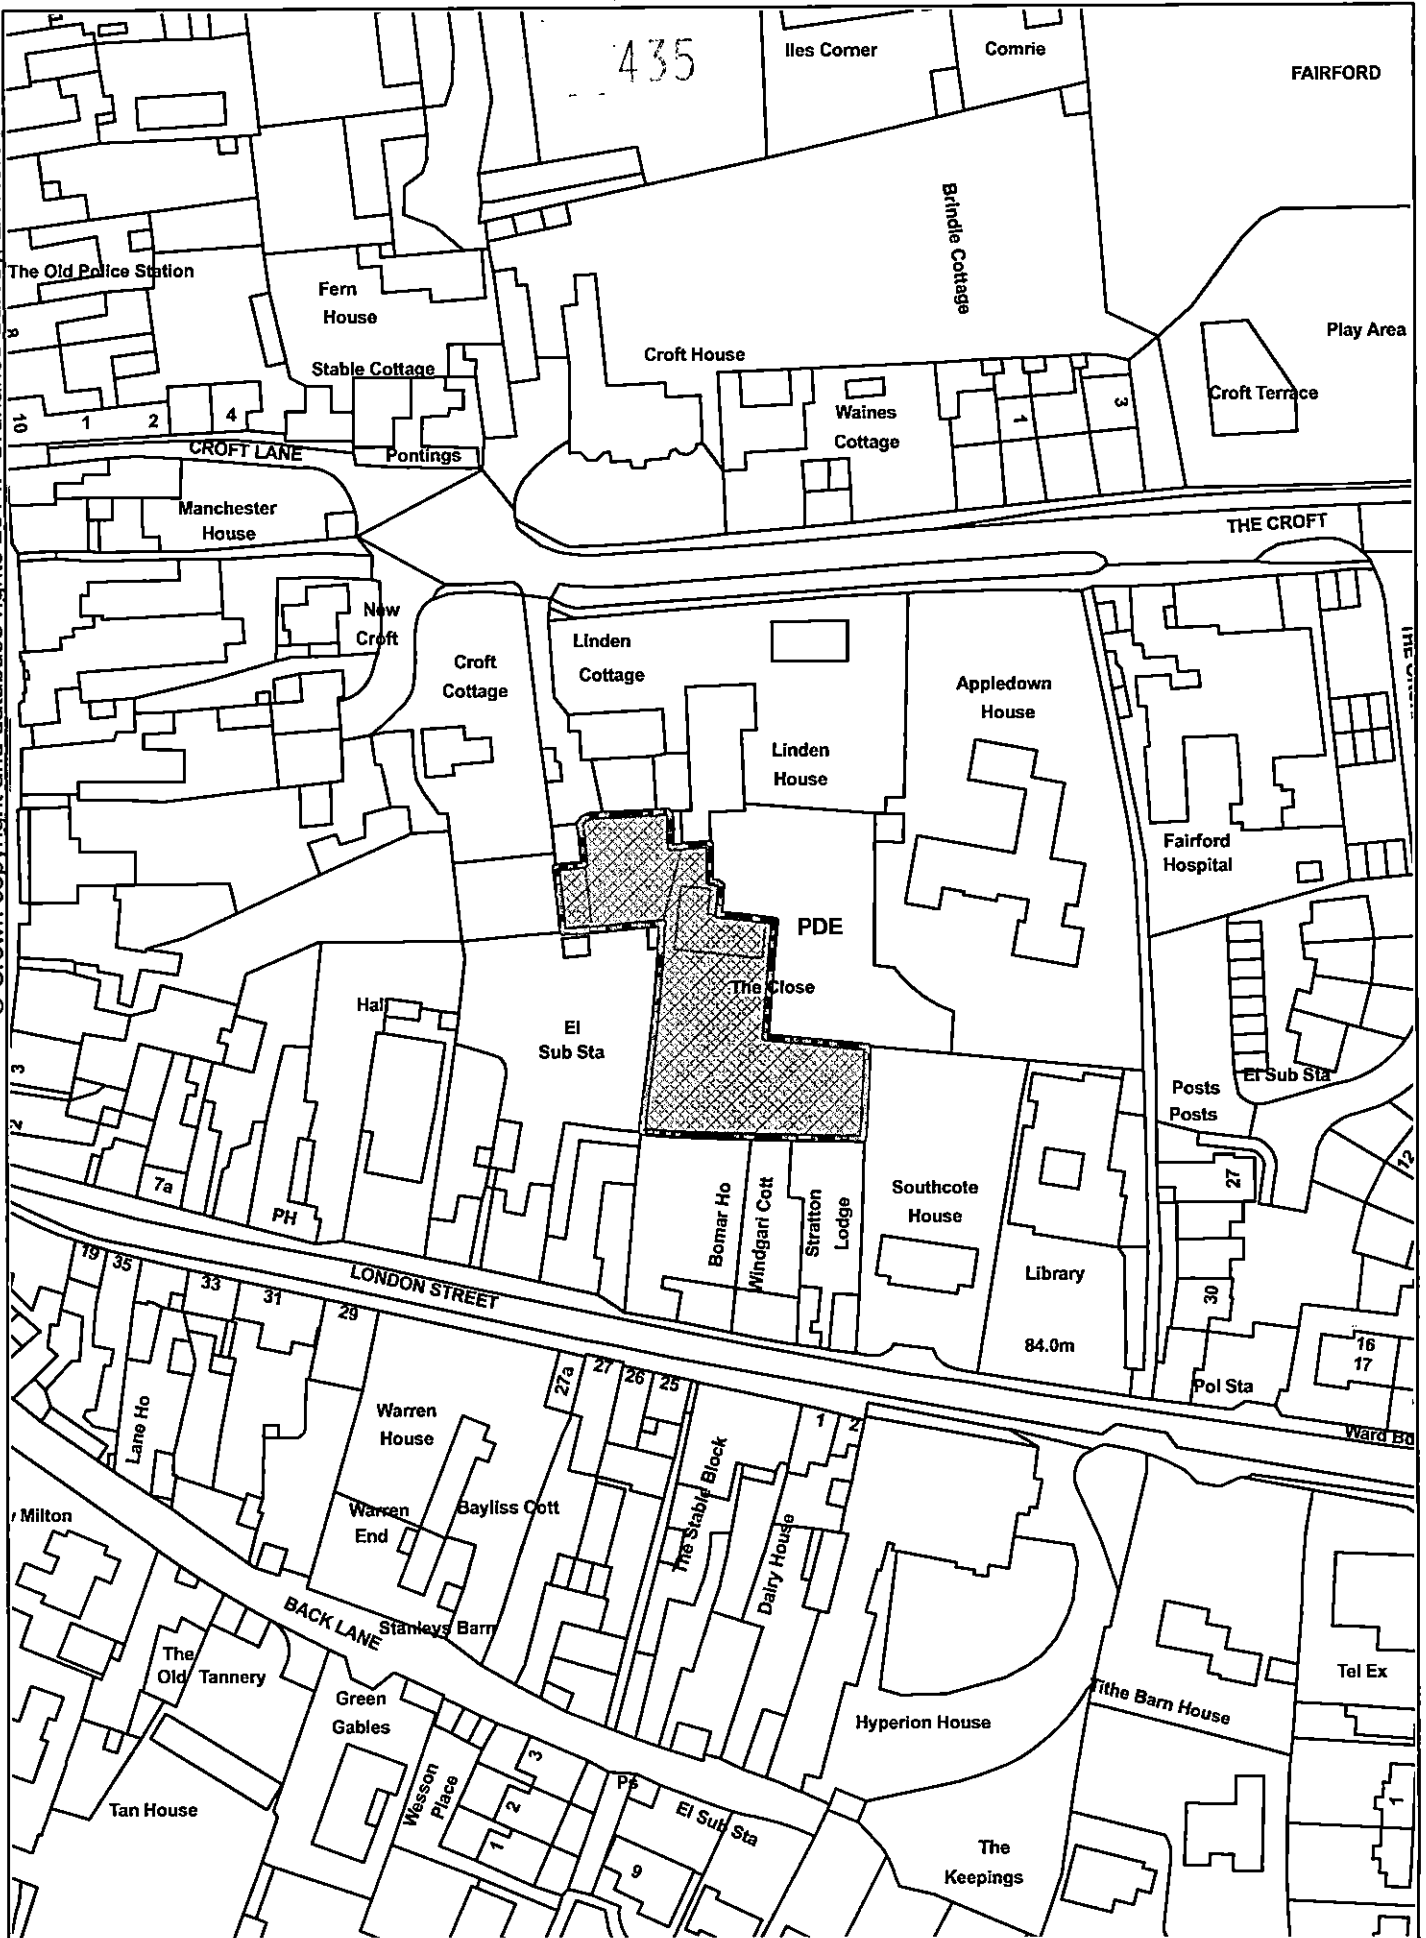 435
Iles Corner
Comrie
FAIRFORD
Brindle Cottage
The Old Police Station
Fern
House
Play Area
8
Stable Cottage
Croft House
Croft Terrace
Waines
Cottage
10
1
2
4
1
3
CROFT LANE
Pontings
Manchester
House
THE CROFT
New
Croft
Linden
Cottage
Croft
Cottage
Appledown
House
Linden
House
Fairford
Hospital
PDE
The Close
Hall
El
Sub Sta
3
2
El Sub Sta
Posts
Posts
12
27
7a
PH
Bomar Ho
Windgari Cott
Stratton
Lodge
Southcote
House
Library
30
84.0m
LONDON STREET
19
35
33
31
29
16
17
Pol Sta
Ward Bd
27a
27
26
25
1
2
Lane Ho
Warren
House
The Stable Block
Dairy House
Warren
End
Bayliss Cott
Milton
BACK LANE
Stanleys Barn
The
Old
Tannery
Green
Gables
Hyperion House
Tithe Barn House
Tel Ex
Tan House
Wesson
Place
3
2
1
Ps
El Sub Sta
9
The
Keepings
1